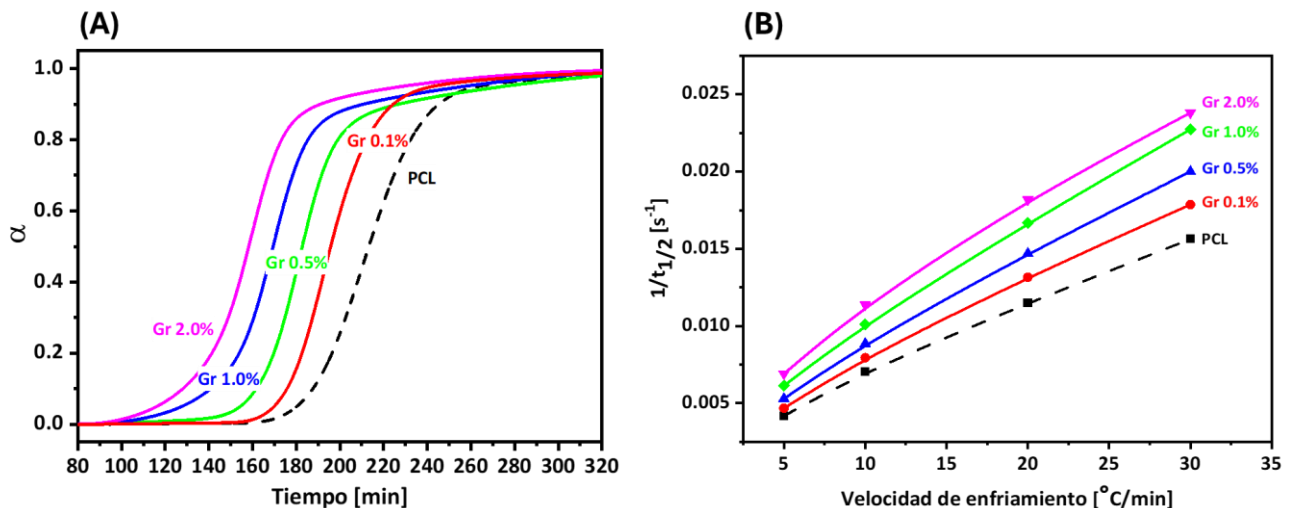 (A)
1.0
0.8
0.6
0.4
0.2
0.0
α
Gr 0.1%
PCL
Gr 0.5%
Gr 2.0%
Gr 1.0%
80 100 120 140 160 180 200 220 240 260 280 300 320
Tiempo [min]
(B)
0.025
0.020
0.015
0.010
0.005
1/t1/2 [s-1]
Gr 2.0%
Gr 1.0%
Gr 0.5%
Gr 0.1%
PCL
5 10 15 20 25 30 35
Velocidad de enfriamiento [°C/min]